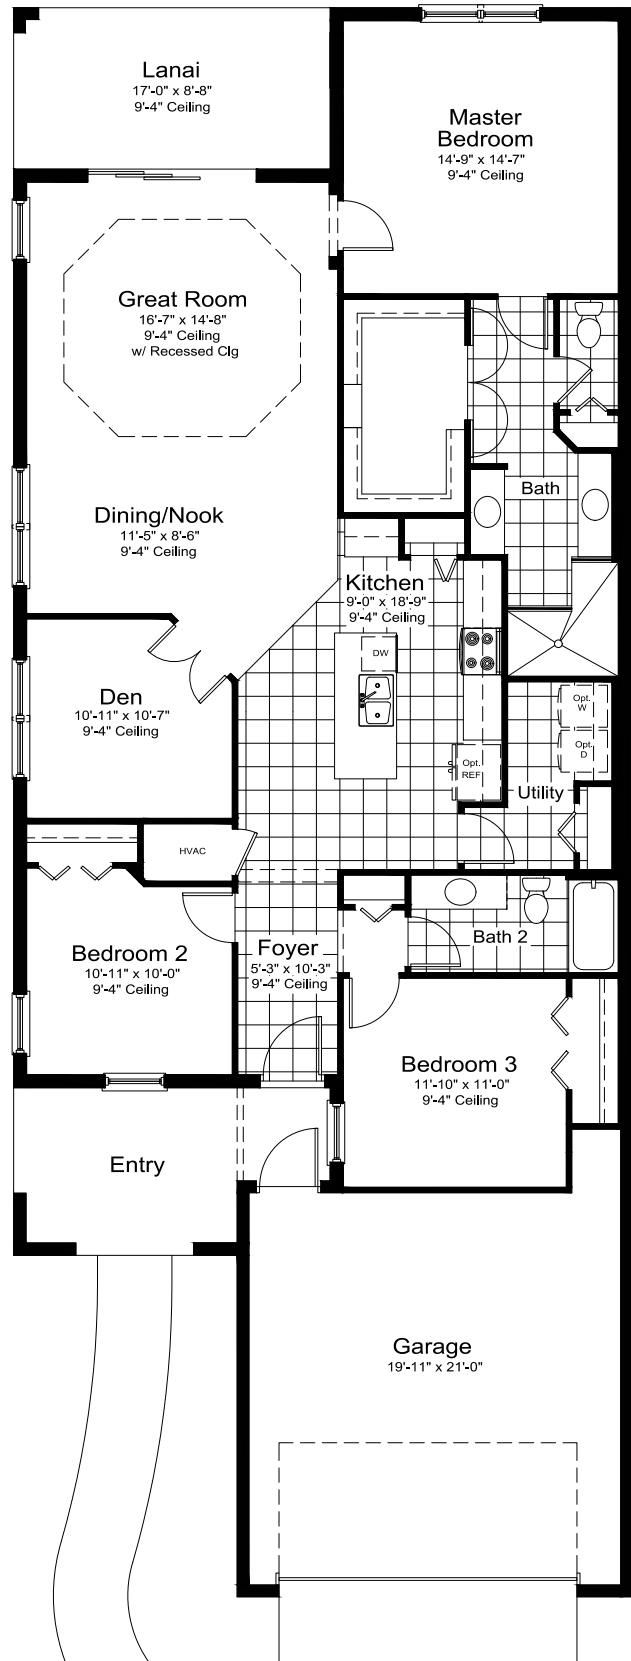 Lanai
17'-0" x 8'-8"
9'-4" Ceiling
Master
Bedroom
14'-9" x 14'-7"
9'-4" Ceiling
Great Room
16'-7" x 14'-8"
9'-4" Ceiling
w/ Recessed Clg
Bath
Dining/Nook
11'-5" x 8'-6"
9'-4" Ceiling
Kitchen
9'-0" x 18'-9"
9'-4" Ceiling
DW
Den
10'-11" x 10'-7"
9'-4" Ceiling
Opt.
W
Opt.
D
Opt.
REF
Utility
HVAC
Bath 2
Bedroom 2
10'-11" x 10'-0"
9'-4" Ceiling
Foyer
5'-3" x 10'-3"
9'-4" Ceiling
Bedroom 3
11'-10" x 11'-0"
9'-4" Ceiling
Entry
Garage
19'-11" x 21'-0"